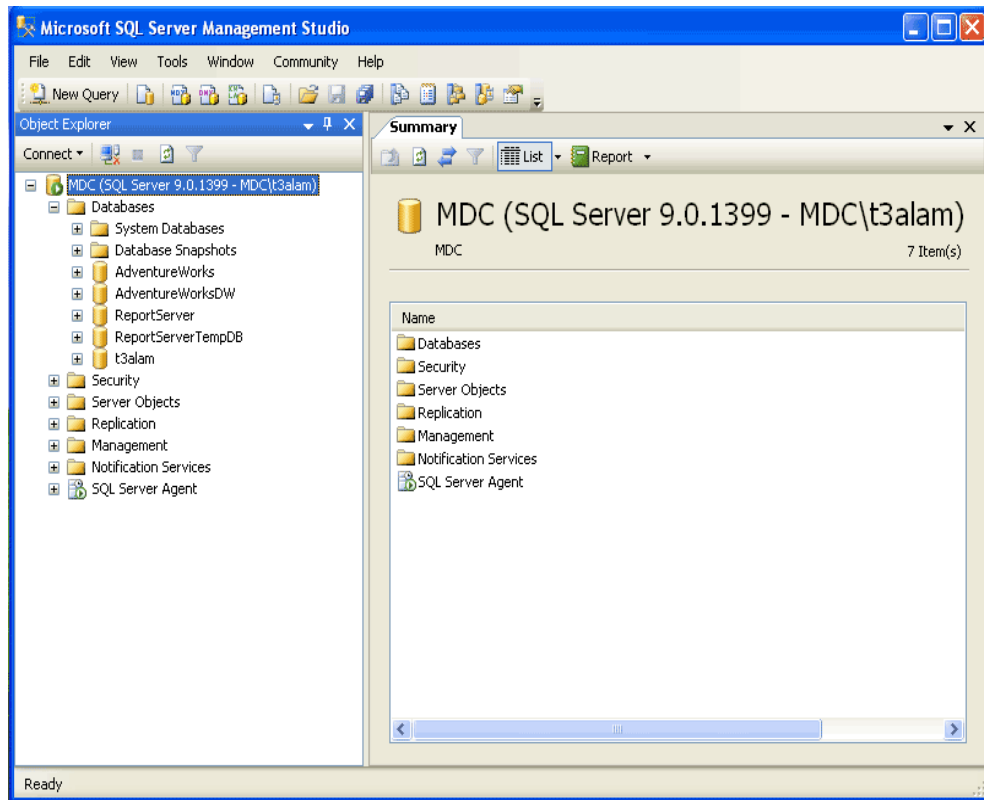 Microsoft SQL Server Management Studio
File Edit View Tools Window Community Help
New Query
Object Explorer
Connect
MDC (SQL Server 9.0.1399 - MDC\t3alam)
Databases
System Databases
Database Snapshots
AdventureWorks
AdventureWorksDW
ReportServer
ReportServerTempDB
t3alam
Security
Server Objects
Replication
Management
Notification Services
SQL Server Agent
Summary
List Report
MDC (SQL Server 9.0.1399 - MDC\t3alam)
MDC 7 Item(s)
Name
Databases
Security
Server Objects
Replication
Management
Notification Services
SQL Server Agent
Ready